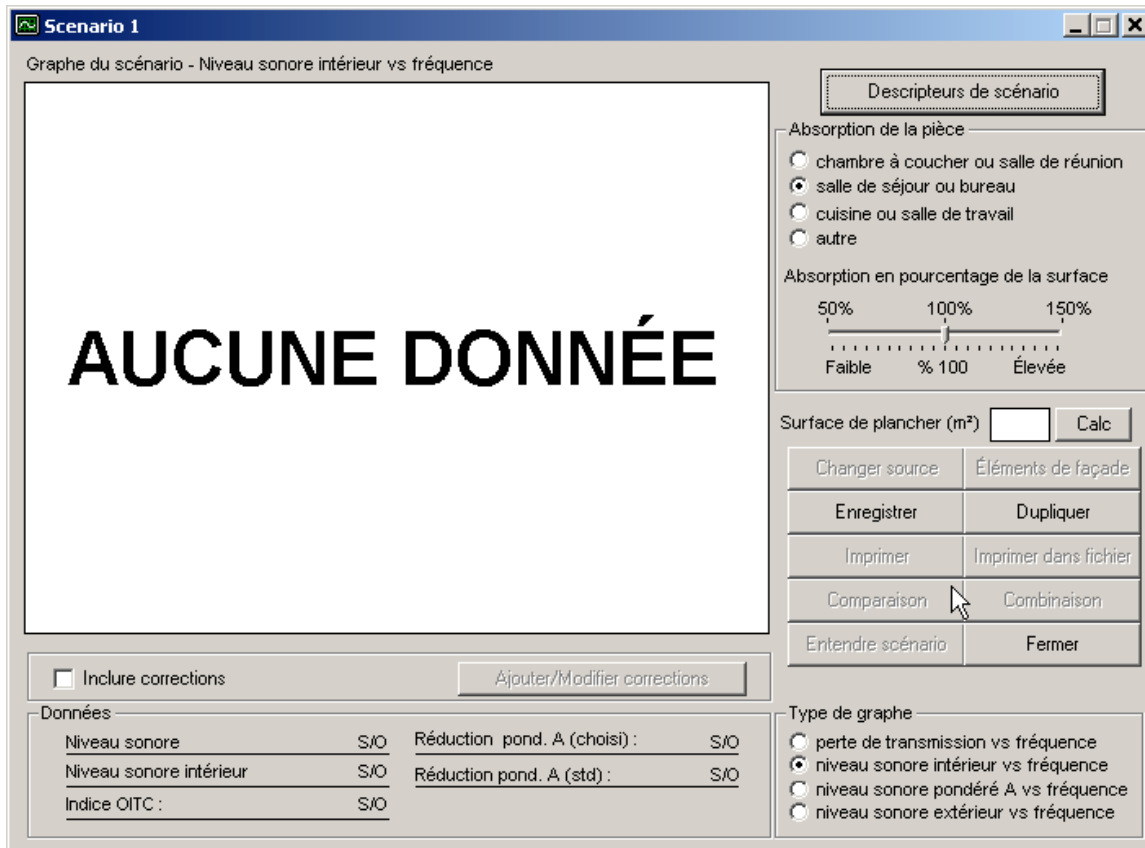 Scenario 1
Graphe du scénario - Niveau sonore intérieur vs fréquence
AUCUNE DONNÉE
Descripteurs de scénario
Absorption de la pièce
chambre à coucher ou salle de réunion
salle de séjour ou bureau
cuisine ou salle de travail
autre
Absorption en pourcentage de la surface
50% 100% 150%
Faible % 100 Élevée
Surface de plancher (m²) Calc
Changer source Éléments de façade
Enregistrer Dupliquer
Imprimer Imprimer dans fichier
Comparaison Combinaison
Entendre scénario Fermer
Inclure corrections Ajouter/Modifier corrections
Données
Niveau sonore S/O Réduction pond. A (choisi) : S/O
Niveau sonore intérieur S/O Réduction pond. A (std) : S/O
Indice OITC : S/O
Type de graphe
perte de transmission vs fréquence
niveau sonore intérieur vs fréquence
niveau sonore pondéré A vs fréquence
niveau sonore extérieur vs fréquence